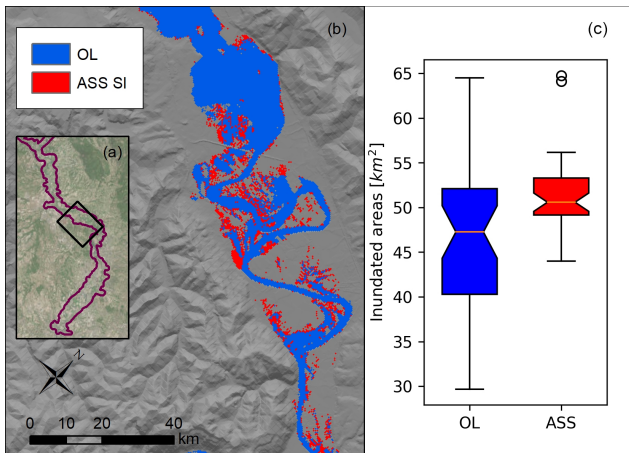 (b)
OL
ASS SI
(a)
N
0 10 20 40
km
(c)
Inundated areas [km²]
65
60
55
50
45
40
35
30
OL ASS